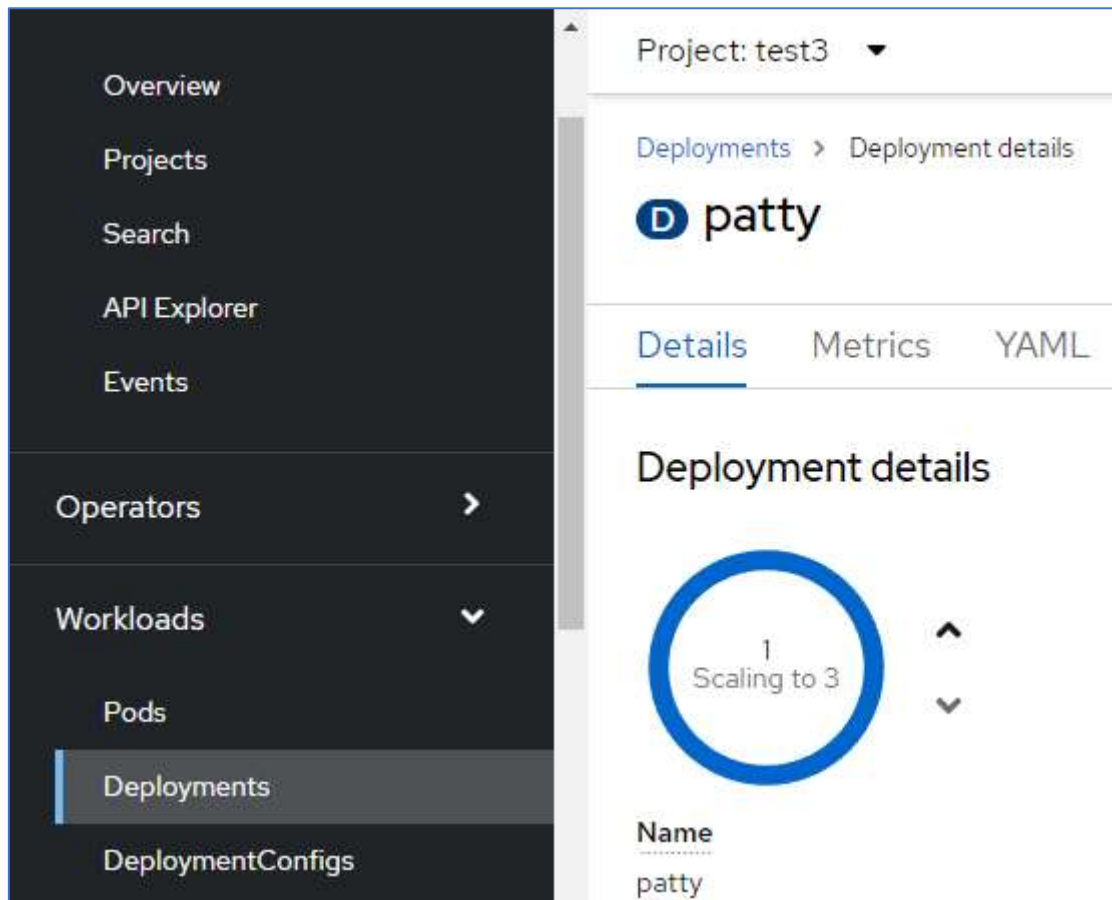 Overview
Projects
Search
API Explorer
Events
Operators
Workloads
Pods
Deployments
DeploymentConfigs
Project: test3
Deployments > Deployment details
D patty
Details Metrics YAML
Deployment details
1
Scaling to 3
Name
patty